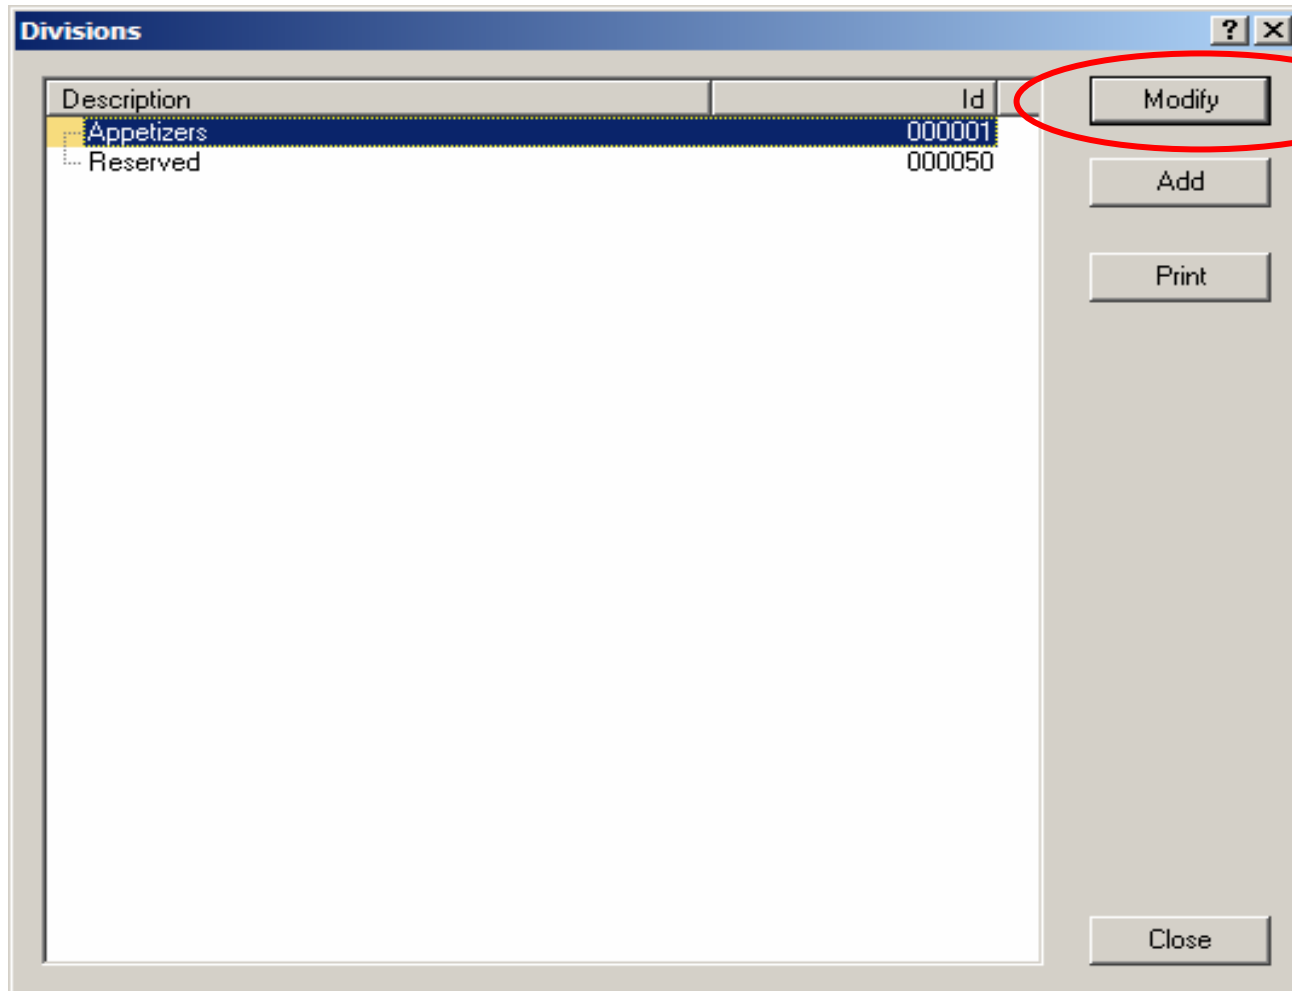 Divisions
Description Id
Appetizers 000001
Reserved 000050
Modify
Add
Print
Close